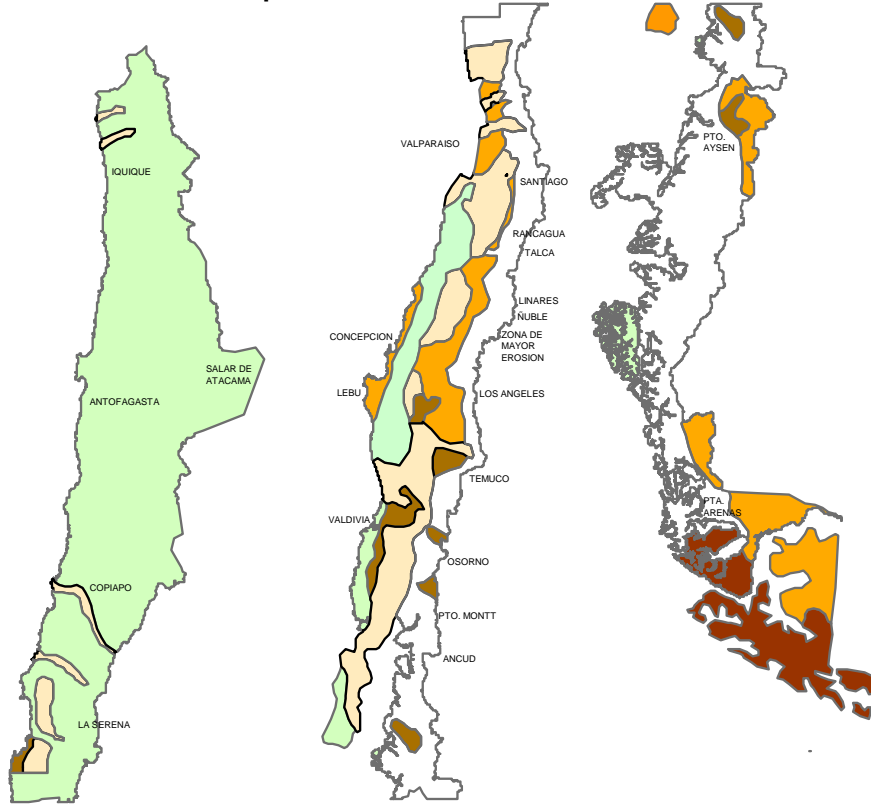 IQUIQUE
SALAR DE
ATACAMA
ANTOFAGASTA
COPIAPO
LA SERENA
VALPARAISO
SANTIAGO
RANCAGUA
TALCA
LINARES
ÑUBLE
CONCEPCION
ZONA DE
MAYOR
EROSION
LEBU
LOS ANGELES
TEMUCO
VALDIVIA
OSORNO
PTO. MONTT
ANCUD
PTO.
AYSEN
PTA.
ARENAS